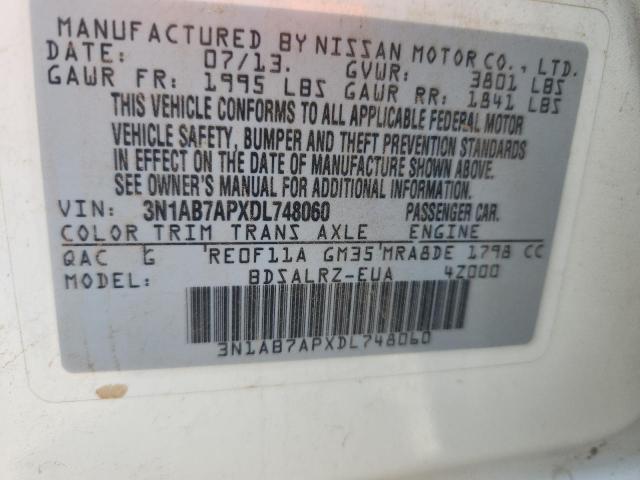 MANUFACTURED BY NISSAN MOTOR CO., LTD.
DATE: 07/13. GVWR: 3801 LBS
GAWR FR: 1995 LBS GAWR RR: 1841 LBS
THIS VEHICLE CONFORMS TO ALL APPLICABLE FEDERAL MOTOR
VEHICLE SAFETY, BUMPER AND THEFT PREVENTION STANDARDS
IN EFFECT ON THE DATE OF MANUFACTURE SHOWN ABOVE.
SEE OWNER'S MANUAL FOR ADDITIONAL INFORMATION
VIN: 3N1AB7APXDL748060 PASSENGER CAR.
COLOR TRIM TRANS AXLE ENGINE
QAC G RE0F11A GM35 MRA8DE 1798 CC
MODEL: BDSALRZ-EUA 4Z000
3N1AB7APXDL748060